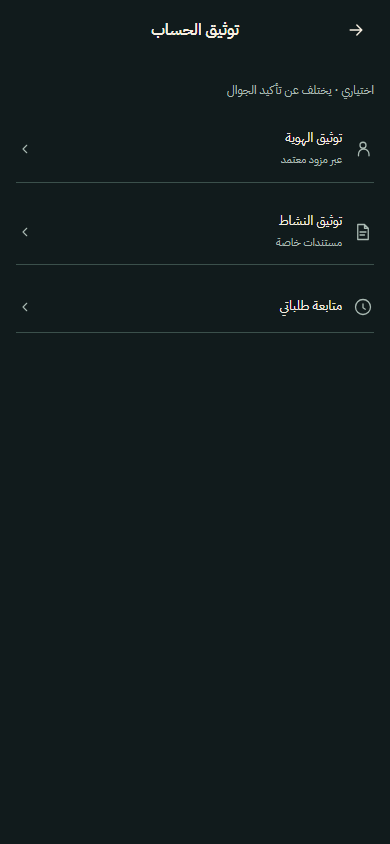 توثيق الحساب
اختياري · يختلف عن تأكيد الجوال
توثيق الهوية
عبر مزود معتمد
توثيق النشاط
مستندات خاصة
متابعة طلباتي